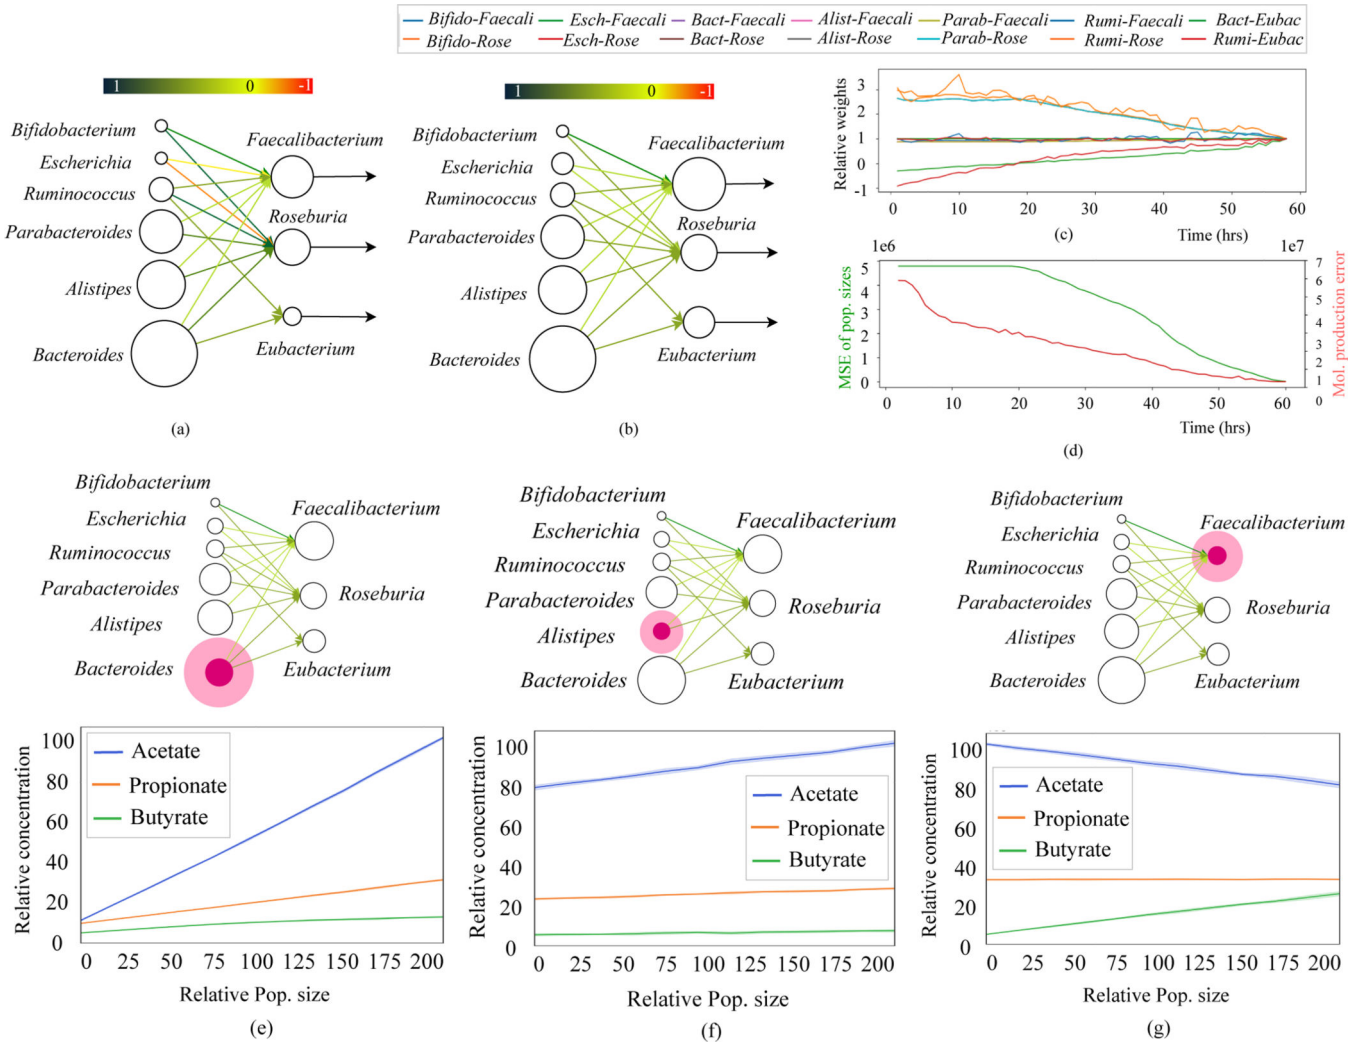 Bifido-Faecali Esch-Faecali Bact-Faecali Alist-Faecali Parab-Faecali Rumi-Faecali Bact-Eubac
Bifido-Rose Esch-Rose Bact-Rose Alist-Rose Parab-Rose Rumi-Rose Rumi-Eubac
1 0 -1
Bifidobacterium
Escherichia
Ruminococcus
Parabacteroides
Alistipes
Bacteroides
Faecalibacterium
Roseburia
Eubacterium
(a)
1 0 -1
Bifidobacterium
Escherichia
Ruminococcus
Parabacteroides
Alistipes
Bacteroides
Faecalibacterium
Roseburia
Eubacterium
(b)
Relative weights
3
2
1
0
-1
0 10 20 30 40 50 60
Time (hrs)
(c)
1e6
1e7
MSE of pop. sizes
5
4
3
2
1
0
7
6
5
4
3
2
1
0
Mol. production error
0 10 20 30 40 50 60
Time (hrs)
(d)
Bifidobacterium
Escherichia
Ruminococcus
Parabacteroides
Alistipes
Bacteroides
Faecalibacterium
Roseburia
Eubacterium
Relative concentration
100
80
60
40
20
0
Acetate
Propionate
Butyrate
0 25 50 75 100 125 150 175 200
Relative Pop. size
(e)
Bifidobacterium
Escherichia
Ruminococcus
Parabacteroides
Alistipes
Bacteroides
Faecalibacterium
Roseburia
Eubacterium
Relative concentration
100
80
60
40
20
0
Acetate
Propionate
Butyrate
0 25 50 75 100 125 150 175 200
Relative Pop. size
(f)
Bifidobacterium
Escherichia
Ruminococcus
Parabacteroides
Alistipes
Bacteroides
Faecalibacterium
Roseburia
Eubacterium
Relative concentration
100
80
60
40
20
0
Acetate
Propionate
Butyrate
0 25 50 75 100 125 150 175 200
Relative Pop. size
(g)